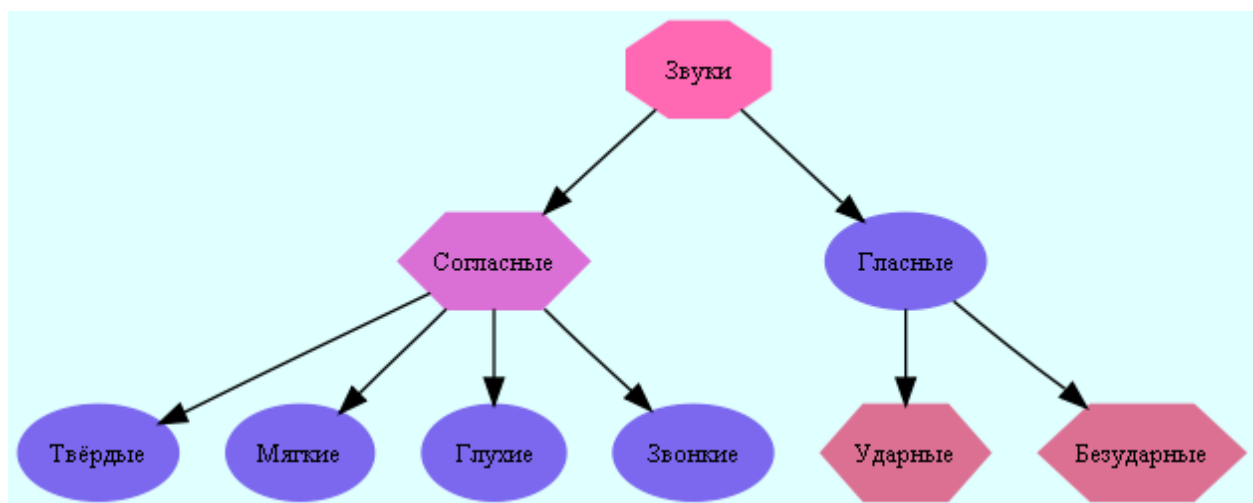 Звуки
Согласные
Гласные
Твёрдые
Мягкие
Глухие
Звонкие
Ударные
Безударные